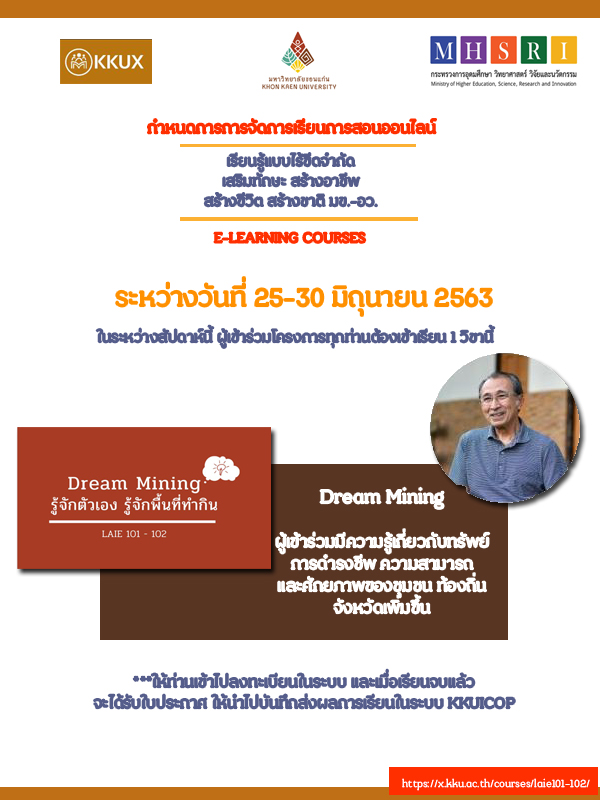 KKUX
มหาวิทยาลัยขอนแก่น
KHON KAEN UNIVERSITY
MHSRI
กระทรวงการอุดมศึกษา วิทยาศาสตร์ วิจัยและนวัตกรรม
Ministry of Higher Education, Science, Research and Innovation
กำหนดการการจัดการเรียนการสอนออนไลน์
เรียนรู้แบบไร้ขีดจำกัด
เสริมทักษะ สร้างอาชีพ
สร้างชีวิต สร้างชาติ มข.-อว.
E-LEARNING COURSES
ระหว่างวันที่ 25-30 มิถุนายน 2563
ในระหว่างสัปดาห์นี้ ผู้เข้าร่วมโครงการทุกท่านต้องเข้าเรียน 1 วิชานี้
Dream Mining
รู้จักตัวเอง รู้จักพื้นที่ทำกิน
LAIE 101 - 102
Dream Mining
ผู้เข้าร่วมมีความรู้เกี่ยวกับทรัพย์
การดำรงชีพ ความสามารถ
และศักยภาพของชุมชน ท้องถิ่น
จังหวัดเพิ่มขึ้น
***ให้ท่านเข้าไปลงทะเบียนในระบบ และเมื่อเรียนจบแล้ว
จะได้รับใบประกาศ ให้นำไปบันทึกส่งผลการเรียนในระบบ KKUICOP
https://x.kku.ac.th/courses/laie101-102/